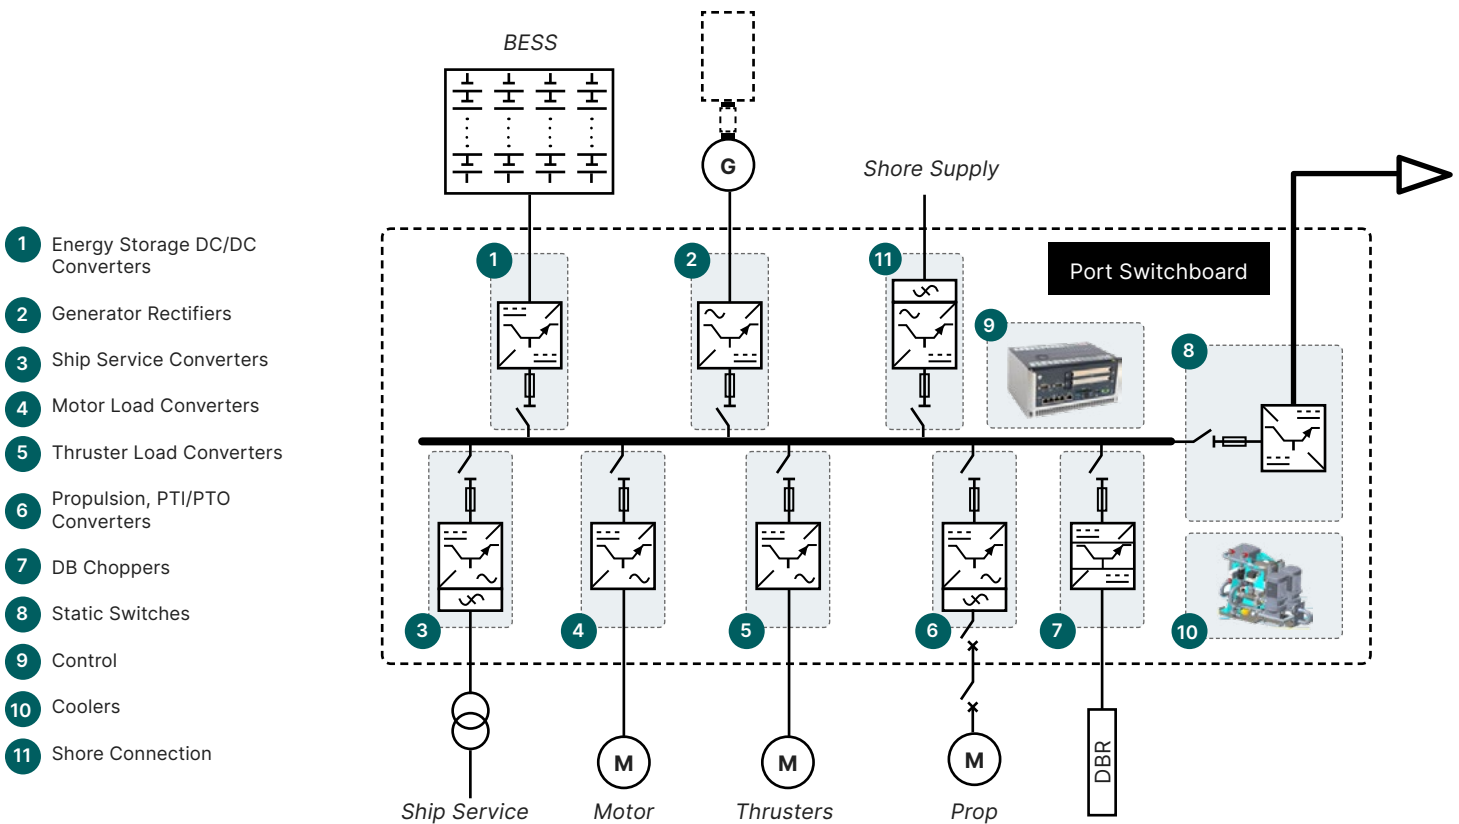 BESS
G
Shore Supply
1 Energy Storage DC/DC
Converters
2 Generator Rectifiers
3 Ship Service Converters
4 Motor Load Converters
5 Thruster Load Converters
6 Propulsion, PTI/PTO
Converters
7 DB Choppers
8 Static Switches
9 Control
10 Coolers
11 Shore Connection
1
2
11
Port Switchboard
9
8
3
4
5
6
7
10
M
M
M
DBR
Ship Service
Motor
Thrusters
Prop